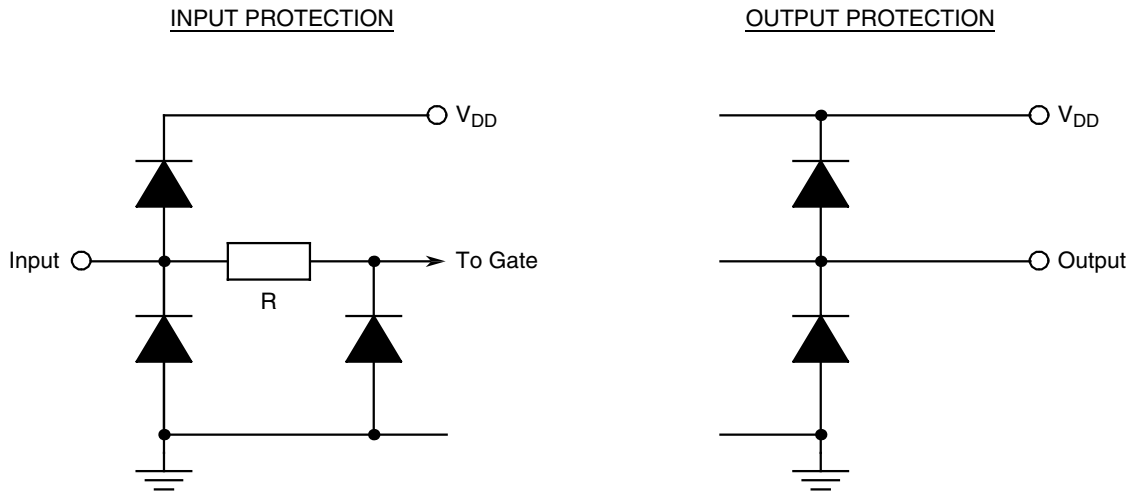 INPUT PROTECTION
OUTPUT PROTECTION
VDD
Input
To Gate
R
VDD
Output